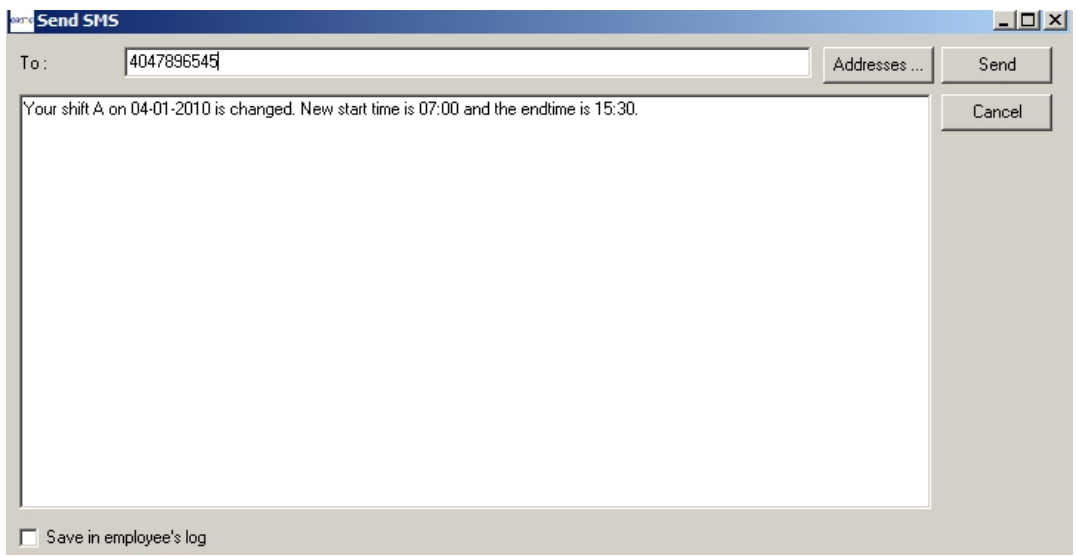 Send SMS
To :
4047896545
Addresses ...
Send
Your shift A on 04-01-2010 is changed. New start time is 07:00 and the endtime is 15:30.
Cancel
Save in employee's log